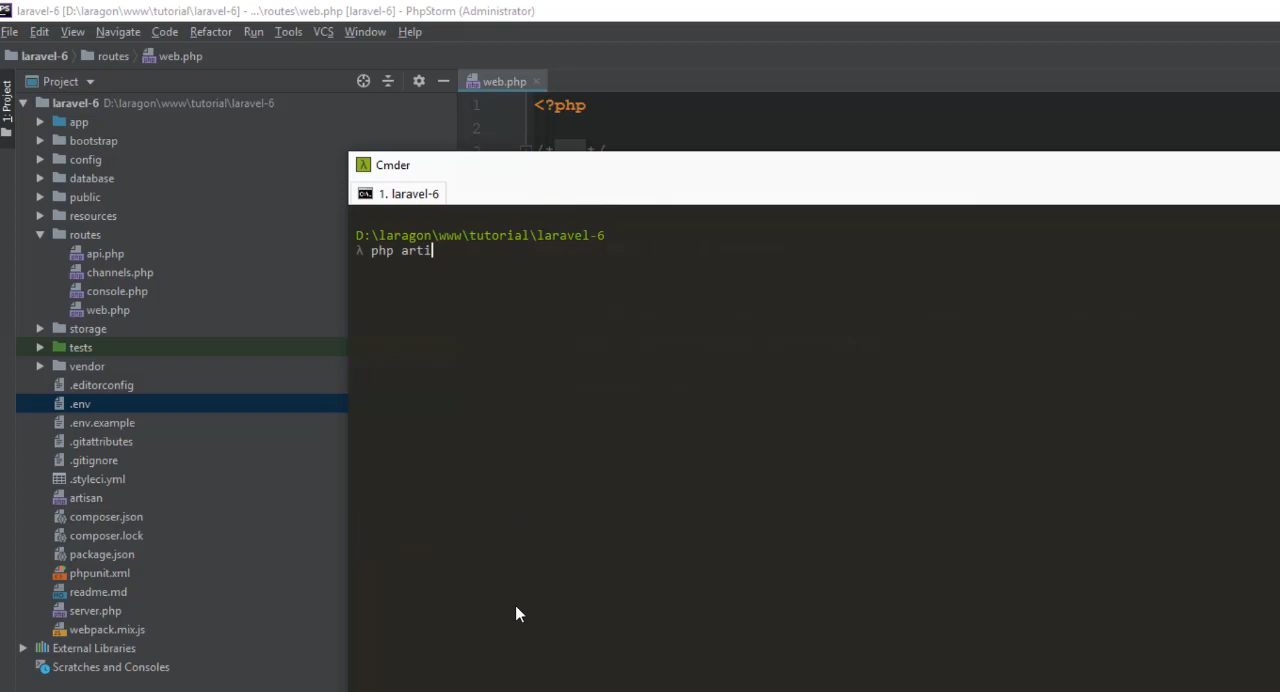 laravel-6 [D:\laragon\www\tutorial\laravel-6] - ...\routes\web.php [laravel-6] - PhpStorm (Administrator)
File Edit View Navigate Code Refactor Run Tools VCS Window Help
laravel-6 routes web.php
1: Project
Project
web.php
laravel-6 D:\laragon\www\tutorial\laravel-6
app
bootstrap
config
database
public
resources
routes
api.php
channels.php
console.php
web.php
storage
tests
vendor
.editorconfig
.env
.env.example
.gitattributes
.gitignore
.styleci.yml
artisan
composer.json
composer.lock
package.json
phpunit.xml
readme.md
server.php
webpack.mix.js
External Libraries
Scratches and Consoles
1 <?php
2
3 /*...*/
λ Cmder
1. laravel-6
D:\laragon\www\tutorial\laravel-6
λ php arti